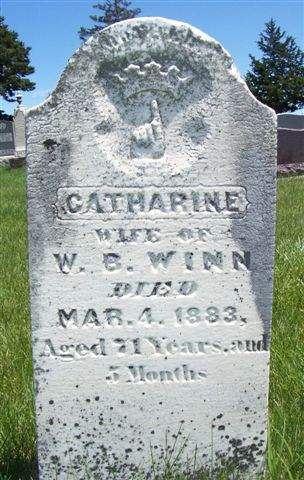 CATHARINE
WIFE OF
W. B. WINN
DIED
MAR. 4. 1883,
Aged 71 Years, and
5 Months